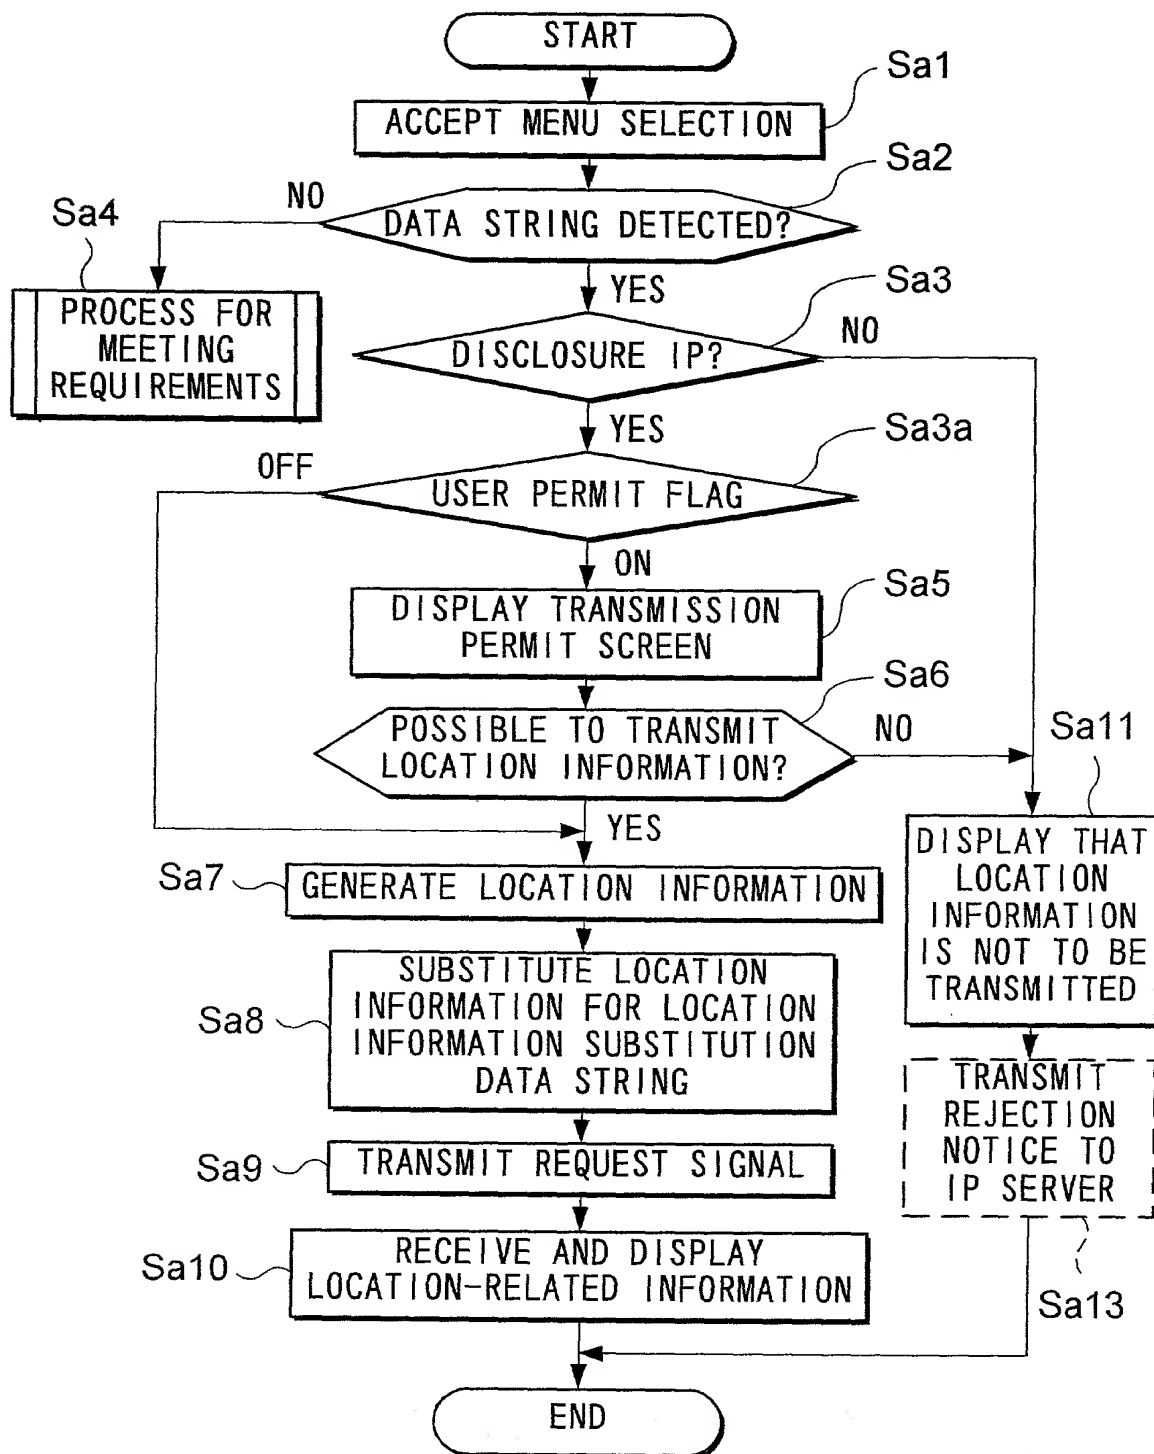 START
Sa1
ACCEPT MENU SELECTION
Sa2
NO
DATA STRING DETECTED?
Sa4
YES
Sa3
PROCESS FOR
MEETING
REQUIREMENTS
DISCLOSURE IP?
NO
YES
Sa3a
OFF
USER PERMIT FLAG
ON
Sa5
DISPLAY TRANSMISSION
PERMIT SCREEN
Sa6
POSSIBLE TO TRANSMIT
LOCATION INFORMATION?
NO
Sa11
YES
DISPLAY THAT
LOCATION
INFORMATION
IS NOT TO BE
TRANSMITTED
Sa7
GENERATE LOCATION INFORMATION
Sa8
SUBSTITUTE LOCATION
INFORMATION FOR LOCATION
INFORMATION SUBSTITUTION
DATA STRING
TRANSMIT
REJECTION
NOTICE TO
IP SERVER
Sa9
TRANSMIT REQUEST SIGNAL
Sa10
RECEIVE AND DISPLAY
LOCATION-RELATED INFORMATION
Sa13
END